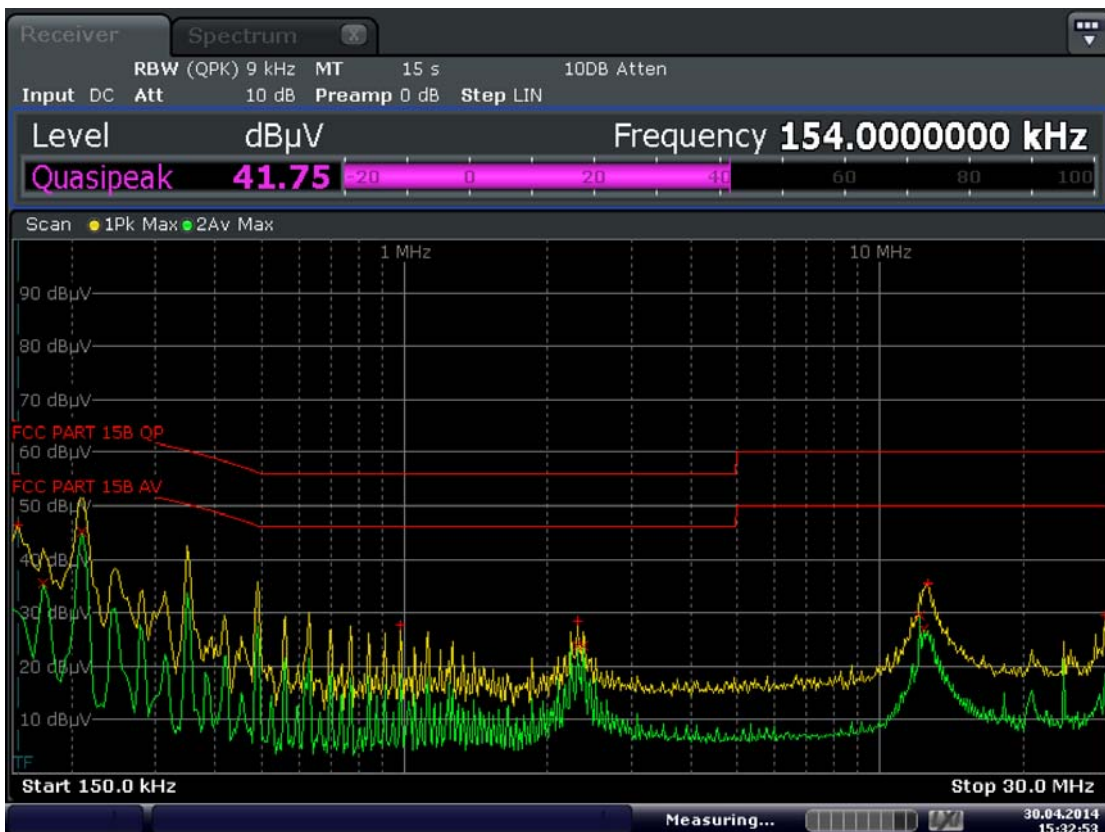 Receiver Spectrum X
RBW (QPK) 9 kHz MT 15 s 10DB Atten
Input DC Att 10 dB Preamp 0 dB Step LIN
Level dBµV Frequency 154.0000000 kHz
Quasipeak 41.75 -20 0 20 40 60 80 100
Scan 1Pk Max 2Av Max
1 MHz 10 MHz
90 dBµV
80 dBµV
70 dBµV
FCC PART 15B QP
60 dBµV
FCC PART 15B AV
50 dBµV
40 dBµV
30 dBµV
20 dBµV
10 dBµV
TF
Start 150.0 kHz Stop 30.0 MHz
Measuring... 30.04.2014
15:32:53